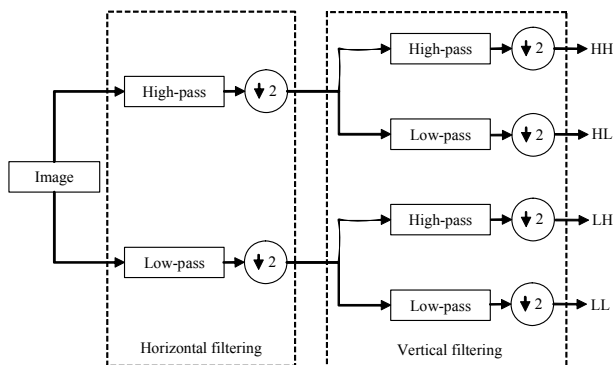 High-pass ↓ 2 HH
High-pass ↓ 2
Low-pass ↓ 2 HL
Image
High-pass ↓ 2 LH
Low-pass ↓ 2
Low-pass ↓ 2 LL
Horizontal filtering
Vertical filtering